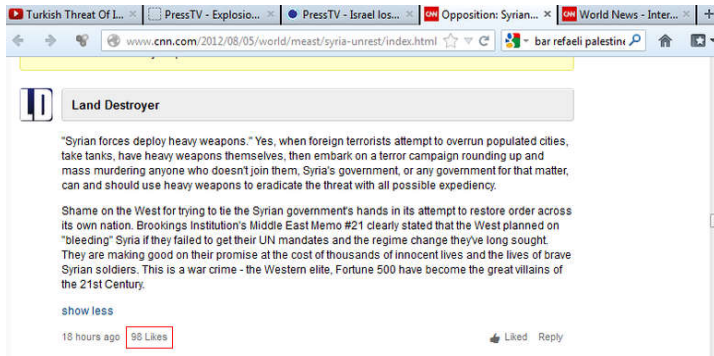 Turkish Threat Of I...
PressTV - Explosio...
PressTV - Israel los...
CNN Opposition: Syrian...
CNN World News - Inter...
www.cnn.com/2012/08/05/world/meast/syria-unrest/index.html
bar refaeli palestine
LD
Land Destroyer
"Syrian forces deploy heavy weapons." Yes, when foreign terrorists attempt to overrun populated cities,
take tanks, have heavy weapons themselves, then embark on a terror campaign rounding up and
mass murdering anyone who doesn't join them, Syria's government, or any government for that matter,
can and should use heavy weapons to eradicate the threat with all possible expediency.
Shame on the West for trying to tie the Syrian government's hands in its attempt to restore order across
its own nation. Brookings Institution's Middle East Memo #21 clearly stated that the West planned on
"bleeding" Syria if they failed to get their UN mandates and the regime change they've long sought.
They are making good on their promise at the cost of thousands of innocent lives and the lives of brave
Syrian soldiers. This is a war crime - the Western elite, Fortune 500 have become the great villains of
the 21st Century.
show less
18 hours ago 98 Likes Liked Reply